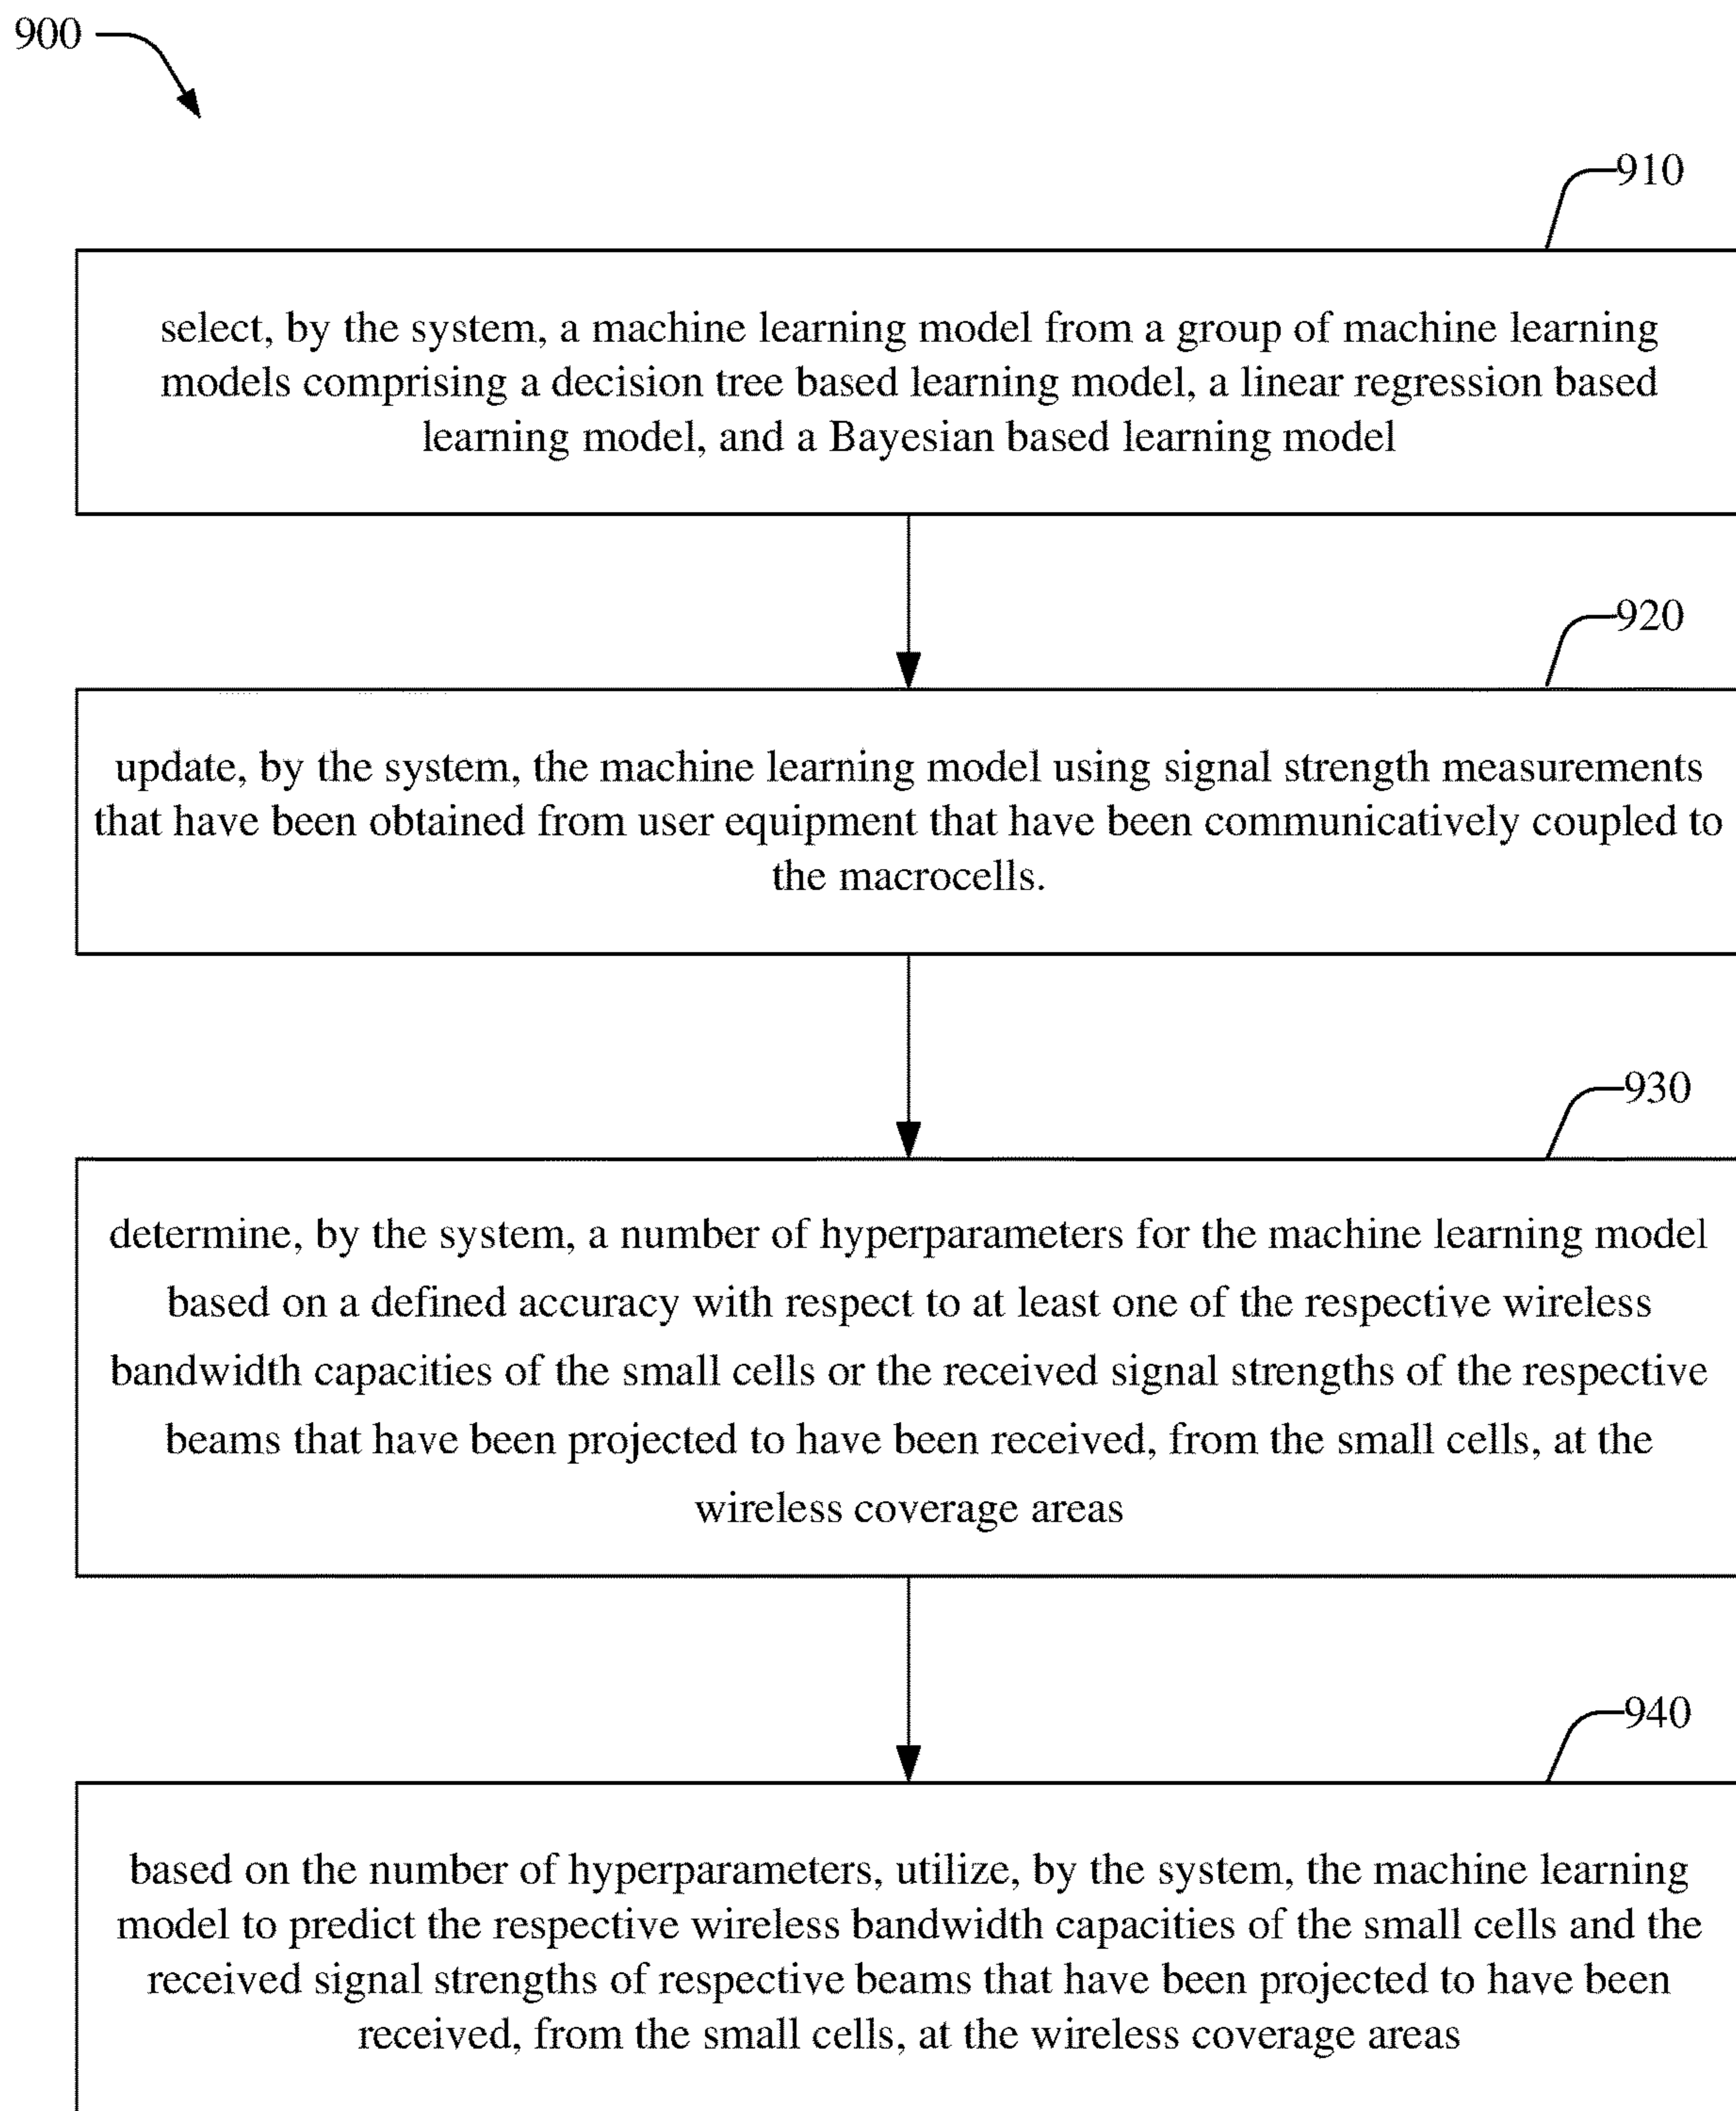 900
910
select, by the system, a machine learning model from a group of machine learning
models comprising a decision tree based learning model, a linear regression based
learning model, and a Bayesian based learning model
920
update, by the system, the machine learning model using signal strength measurements
that have been obtained from user equipment that have been communicatively coupled to
the macrocells.
930
determine, by the system, a number of hyperparameters for the machine learning model
based on a defined accuracy with respect to at least one of the respective wireless
bandwidth capacities of the small cells or the received signal strengths of the respective
beams that have been projected to have been received, from the small cells, at the
wireless coverage areas
940
based on the number of hyperparameters, utilize, by the system, the machine learning
model to predict the respective wireless bandwidth capacities of the small cells and the
received signal strengths of respective beams that have been projected to have been
received, from the small cells, at the wireless coverage areas